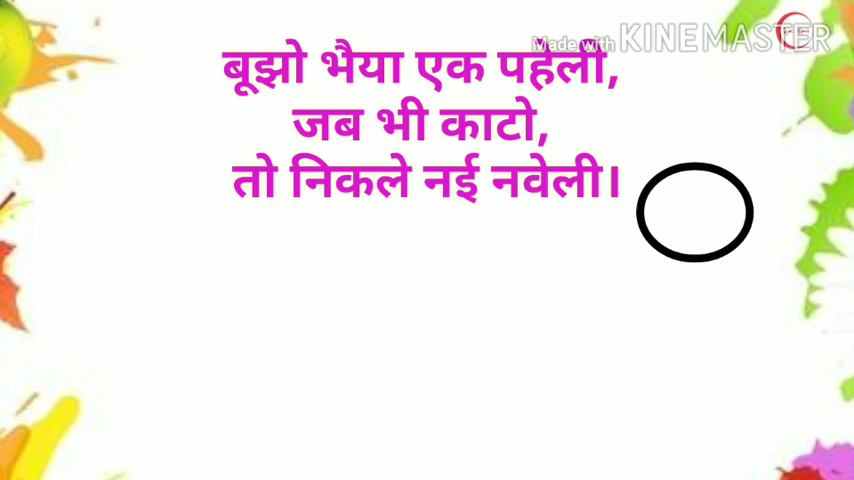 Made with KINEMASTER
बूझो भैया एक पहेली,
जब भी काटो,
तो निकले नई नवेली।